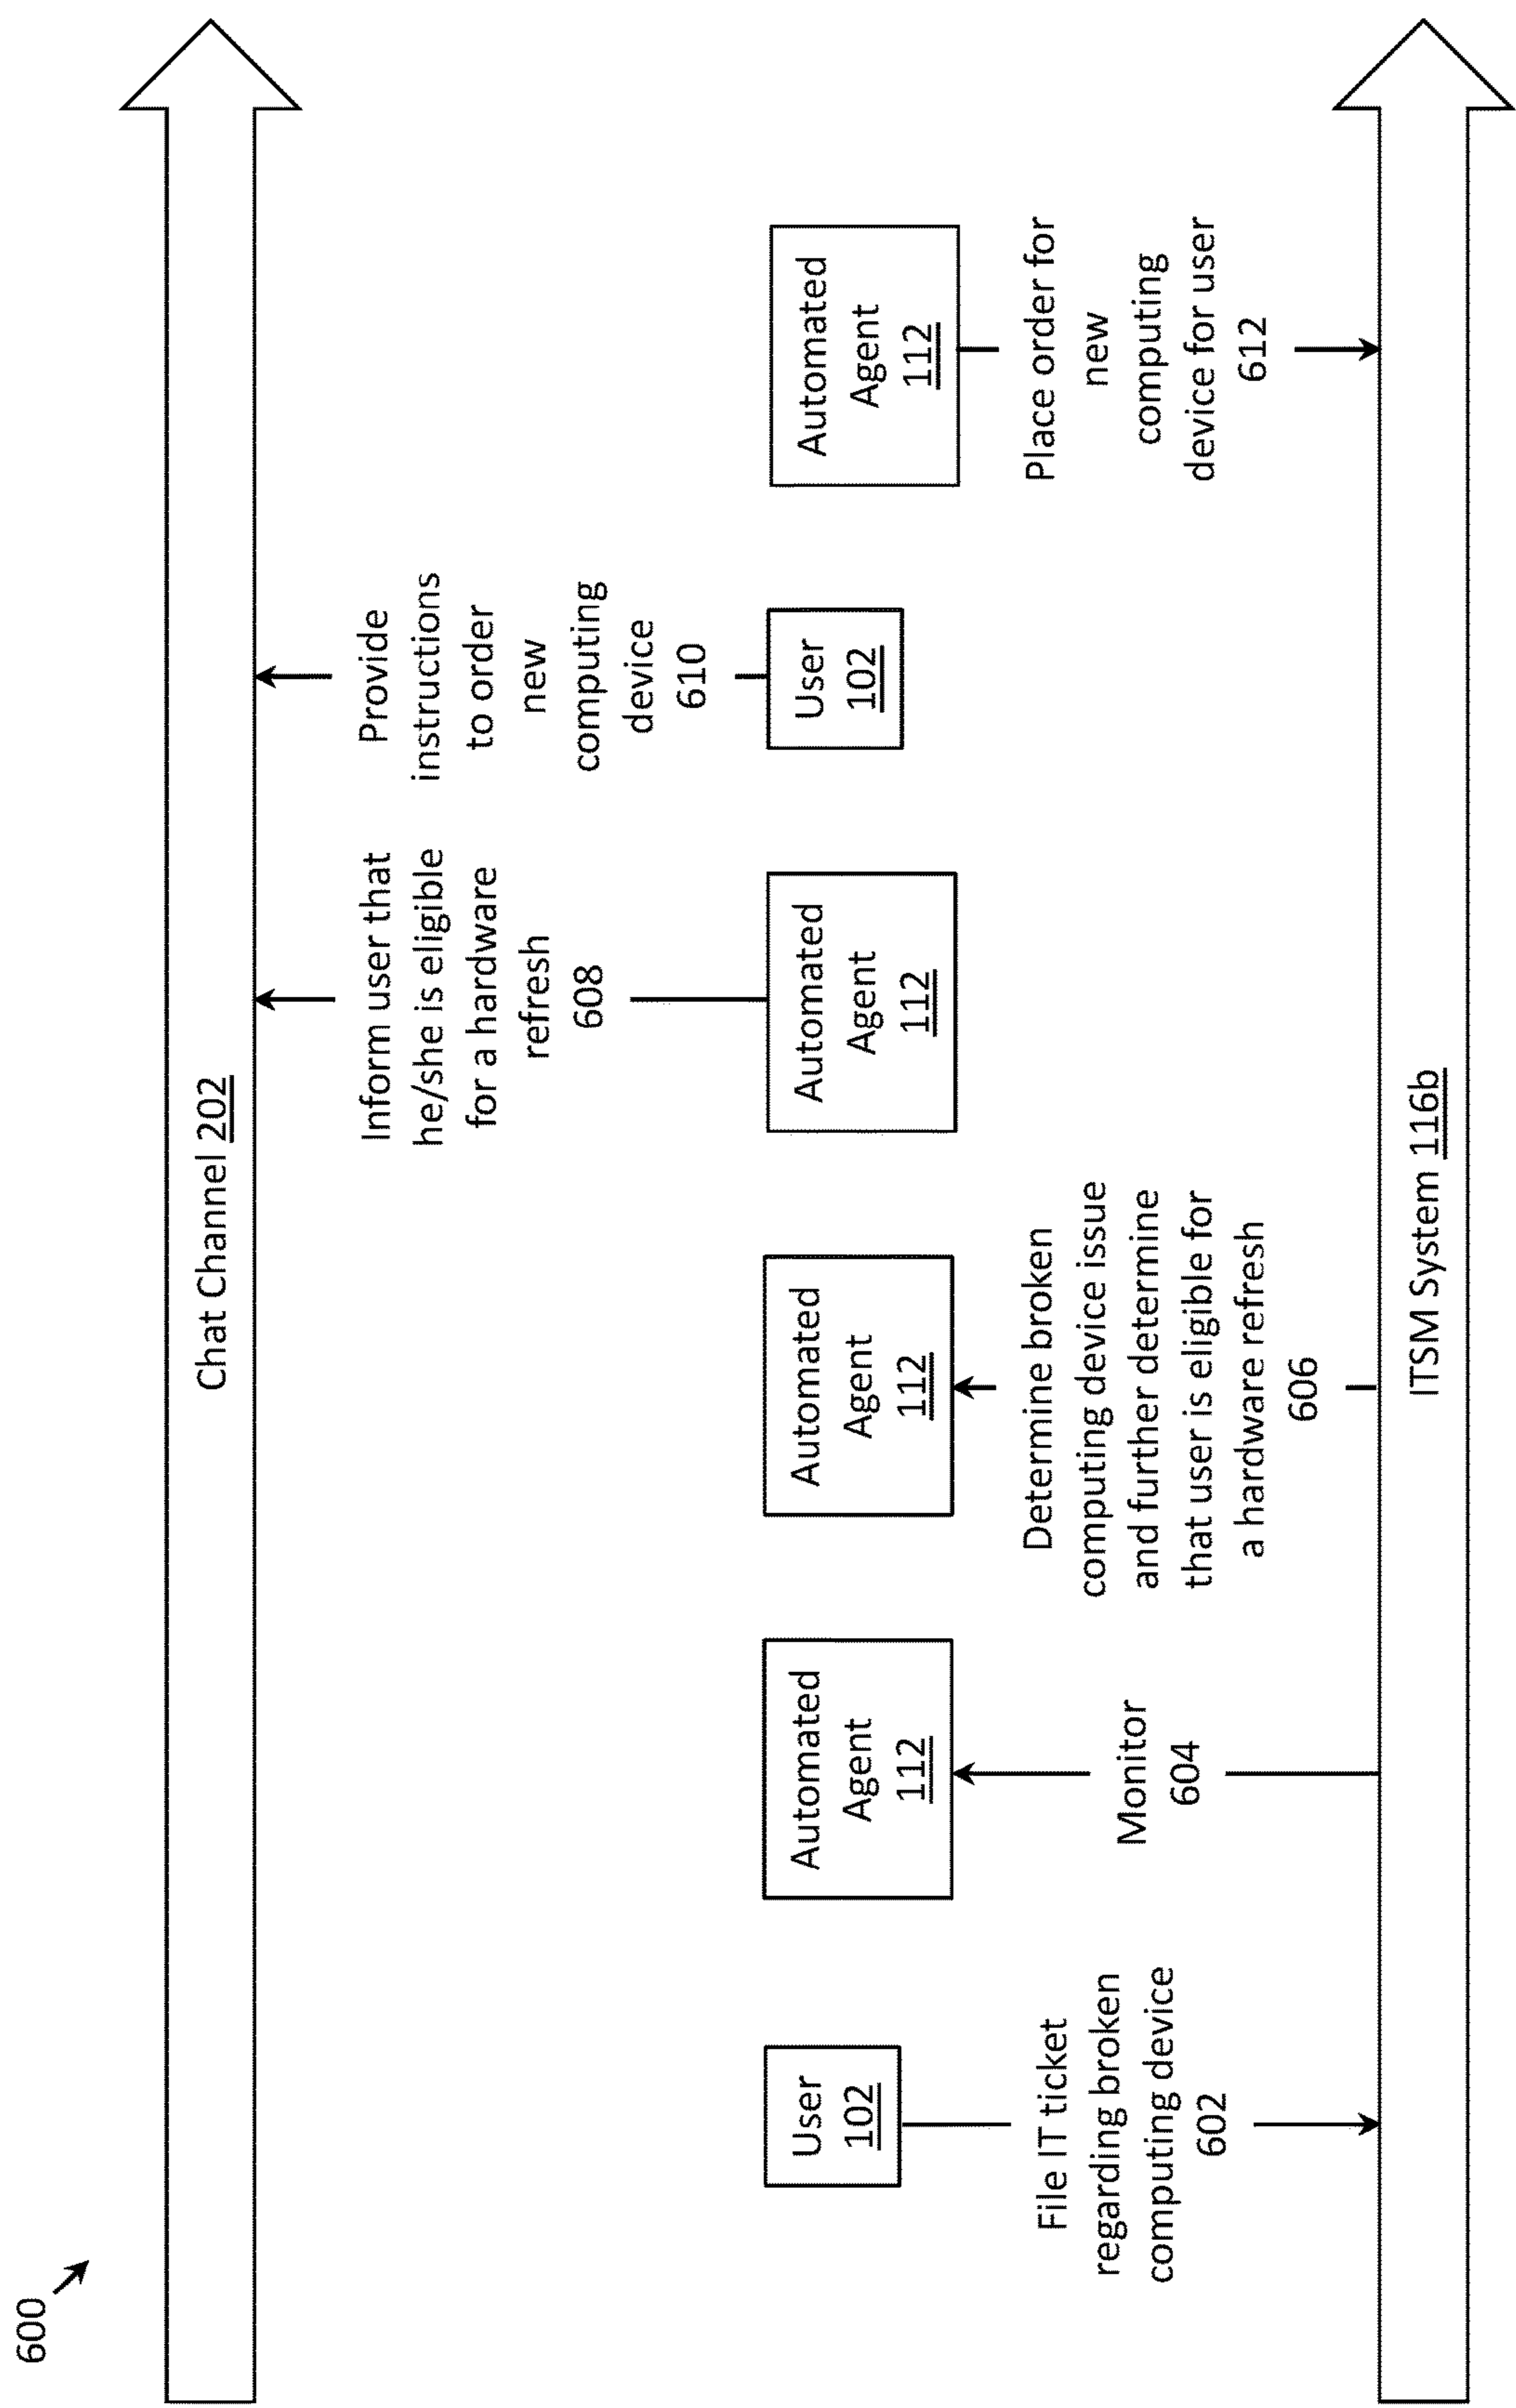 600
Chat Channel 202
File IT ticket
regarding broken
computing device
602
User
102
Monitor
604
Automated
Agent
112
Determine broken
computing device issue
and further determine
that user is eligible for
a hardware refresh
606
Automated
Agent
112
Inform user that
he/she is eligible
for a hardware
refresh
608
Automated
Agent
112
Provide
instructions
to order
new
computing
device
610
User
102
Automated
Agent
112
Place order for
new
computing
device for user
612
ITSM System 116b